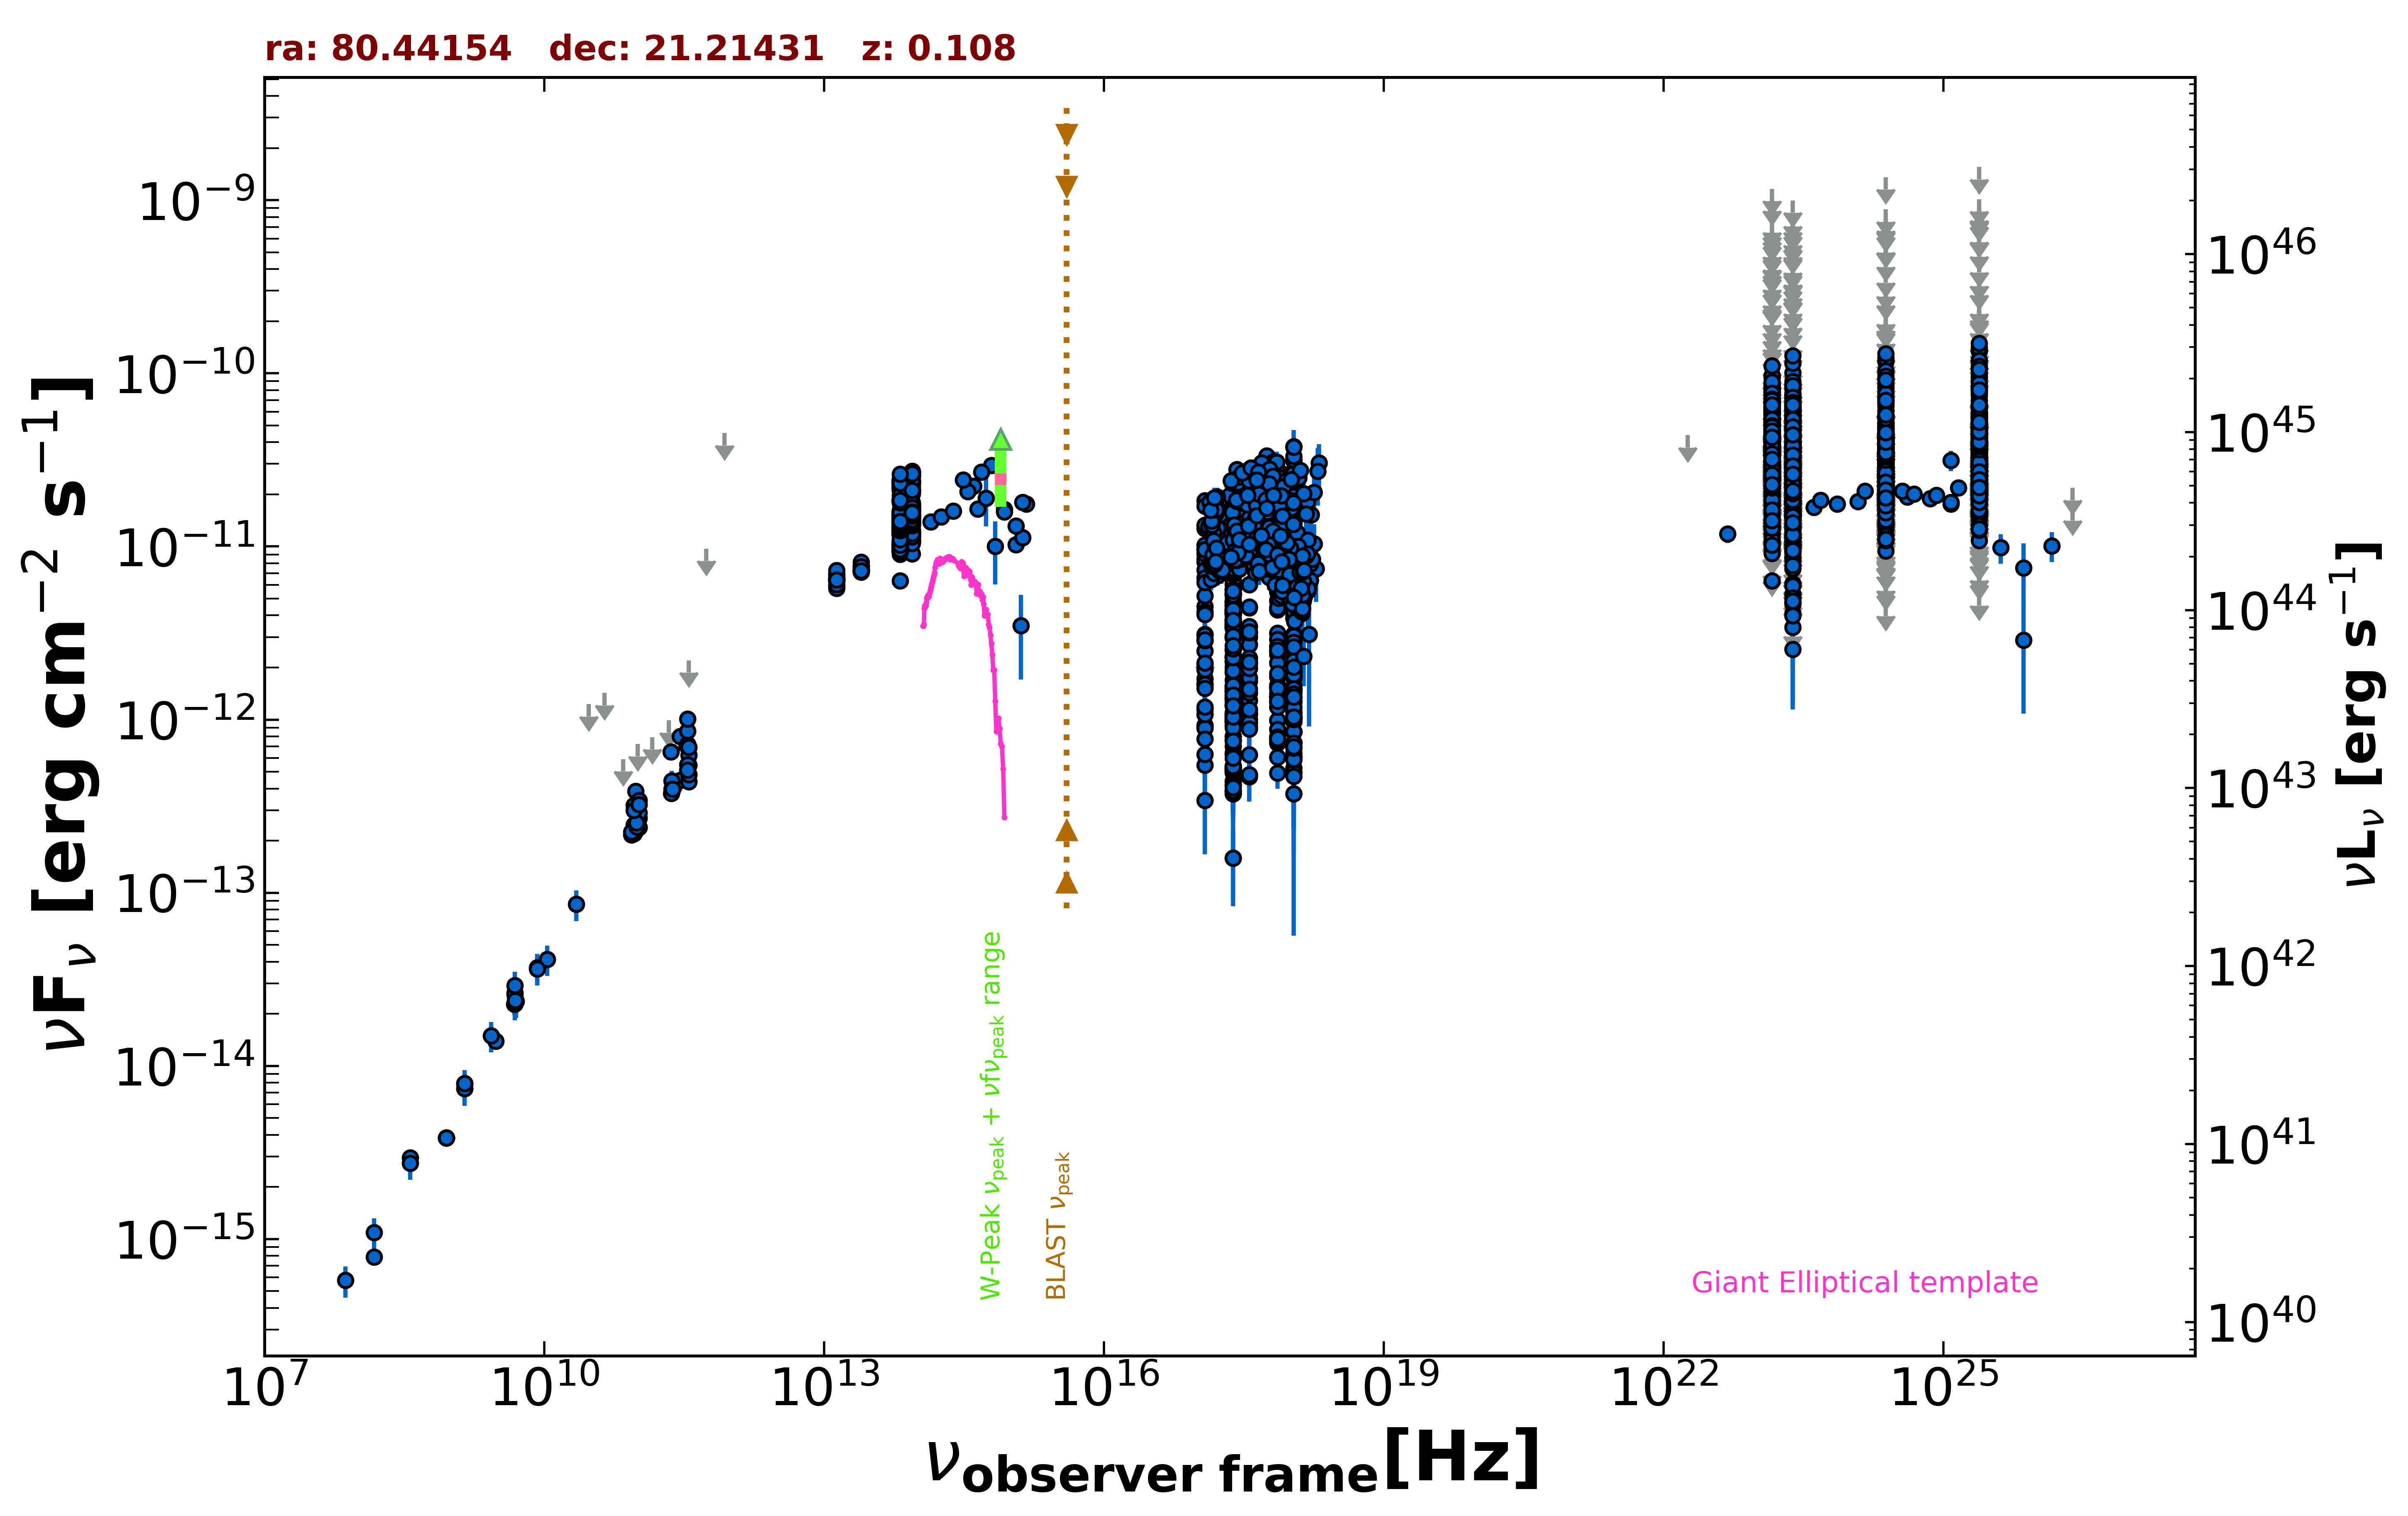 ra: 80.44154 dec: 21.21431 z: 0.108
10⁻⁹
10⁻¹⁰
10⁻¹¹
10⁻¹²
10⁻¹³
10⁻¹⁴
10⁻¹⁵
νFν [erg cm⁻² s⁻¹]
10⁴⁶
10⁴⁵
10⁴⁴
10⁴³
10⁴²
10⁴¹
10⁴⁰
νLν [erg s⁻¹]
W-Peak νpeak + νfνpeak range
BLAST νpeak
Giant Elliptical template
10⁷ 10¹⁰ 10¹³ 10¹⁶ 10¹⁹ 10²² 10²⁵
νobserver frame[Hz]